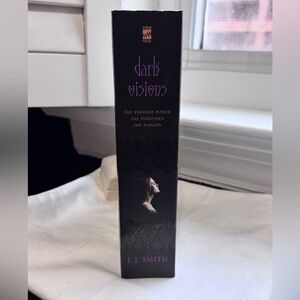 dark
visions
THE STRANGE POWER
THE POSSESSED
THE PASSION
L. J. SMITH